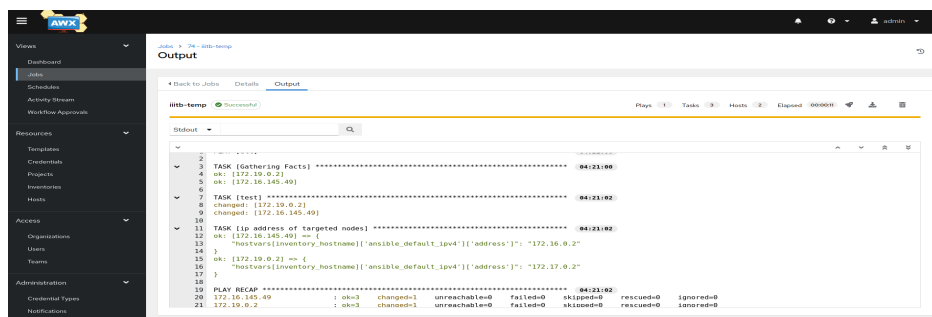 AWX
admin
Views
Dashboard
Jobs
Schedules
Activity Stream
Workflow Approvals
Resources
Templates
Credentials
Projects
Inventories
Hosts
Access
Organizations
Users
Teams
Administration
Credential Types
Notifications
Jobs > 74 - iiitb-temp
Output
Back to Jobs Details Output
iiitb-temp Successful Plays 1 Tasks 3 Hosts 2 Elapsed 00:00:11
Stdout
2
3 TASK [Gathering Facts] ********************************************************* 04:21:00
4 ok: [172.19.0.2]
5 ok: [172.16.145.49]
6
7 TASK [test] ******************************************************************** 04:21:02
8 changed: [172.19.0.2]
9 changed: [172.16.145.49]
10
11 TASK [ip address of targeted nodes] ******************************************** 04:21:02
12 ok: [172.16.145.49] => {
13 "hostvars[inventory_hostname]['ansible_default_ipv4']['address']": "172.16.0.2"
14 }
15 ok: [172.19.0.2] => {
16 "hostvars[inventory_hostname]['ansible_default_ipv4']['address']": "172.17.0.2"
17 }
18
19 PLAY RECAP ********************************************************************* 04:21:02
20 172.16.145.49 : ok=3 changed=1 unreachable=0 failed=0 skipped=0 rescued=0 ignored=0
21 172.19.0.2 : ok=3 changed=1 unreachable=0 failed=0 skipped=0 rescued=0 ignored=0